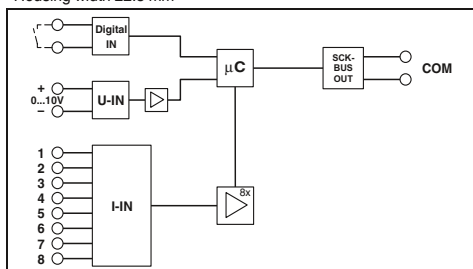 Housing width 22.5 mm
Digital
IN
+
0...10V
−
U-IN
µC
SCK-
BUS
OUT
COM
1
2
3
4
5
6
7
8
I-IN
8x